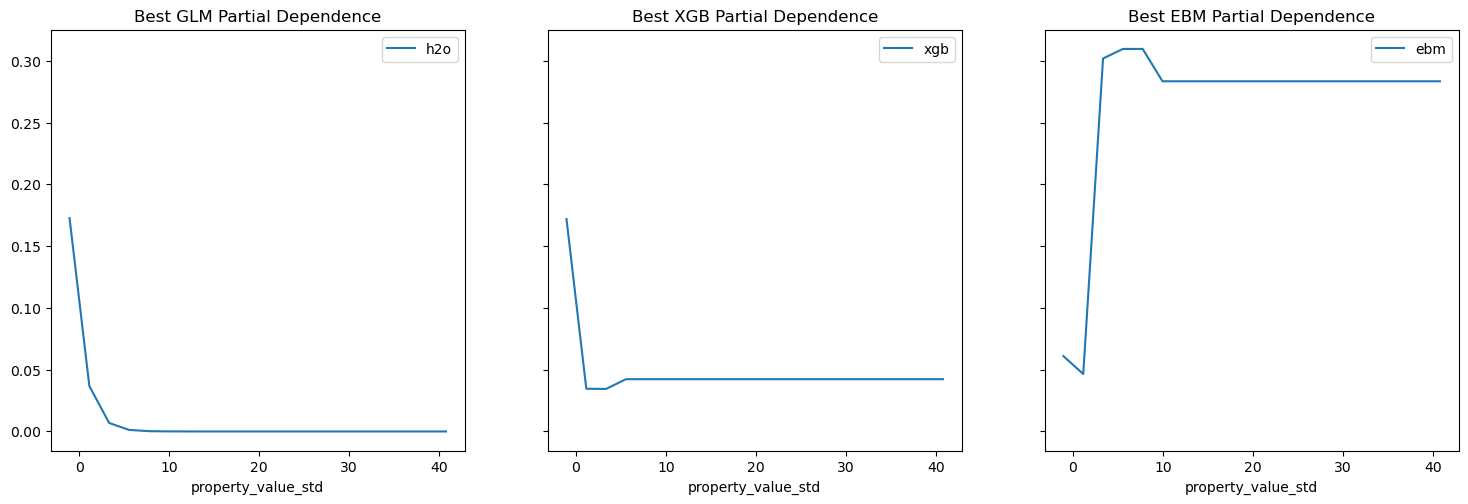 Best GLM Partial Dependence
h2o
0.30
0.25
0.20
0.15
0.10
0.05
0.00
0 10 20 30 40
property_value_std
Best XGB Partial Dependence
xgb
0 10 20 30 40
property_value_std
Best EBM Partial Dependence
ebm
0 10 20 30 40
property_value_std